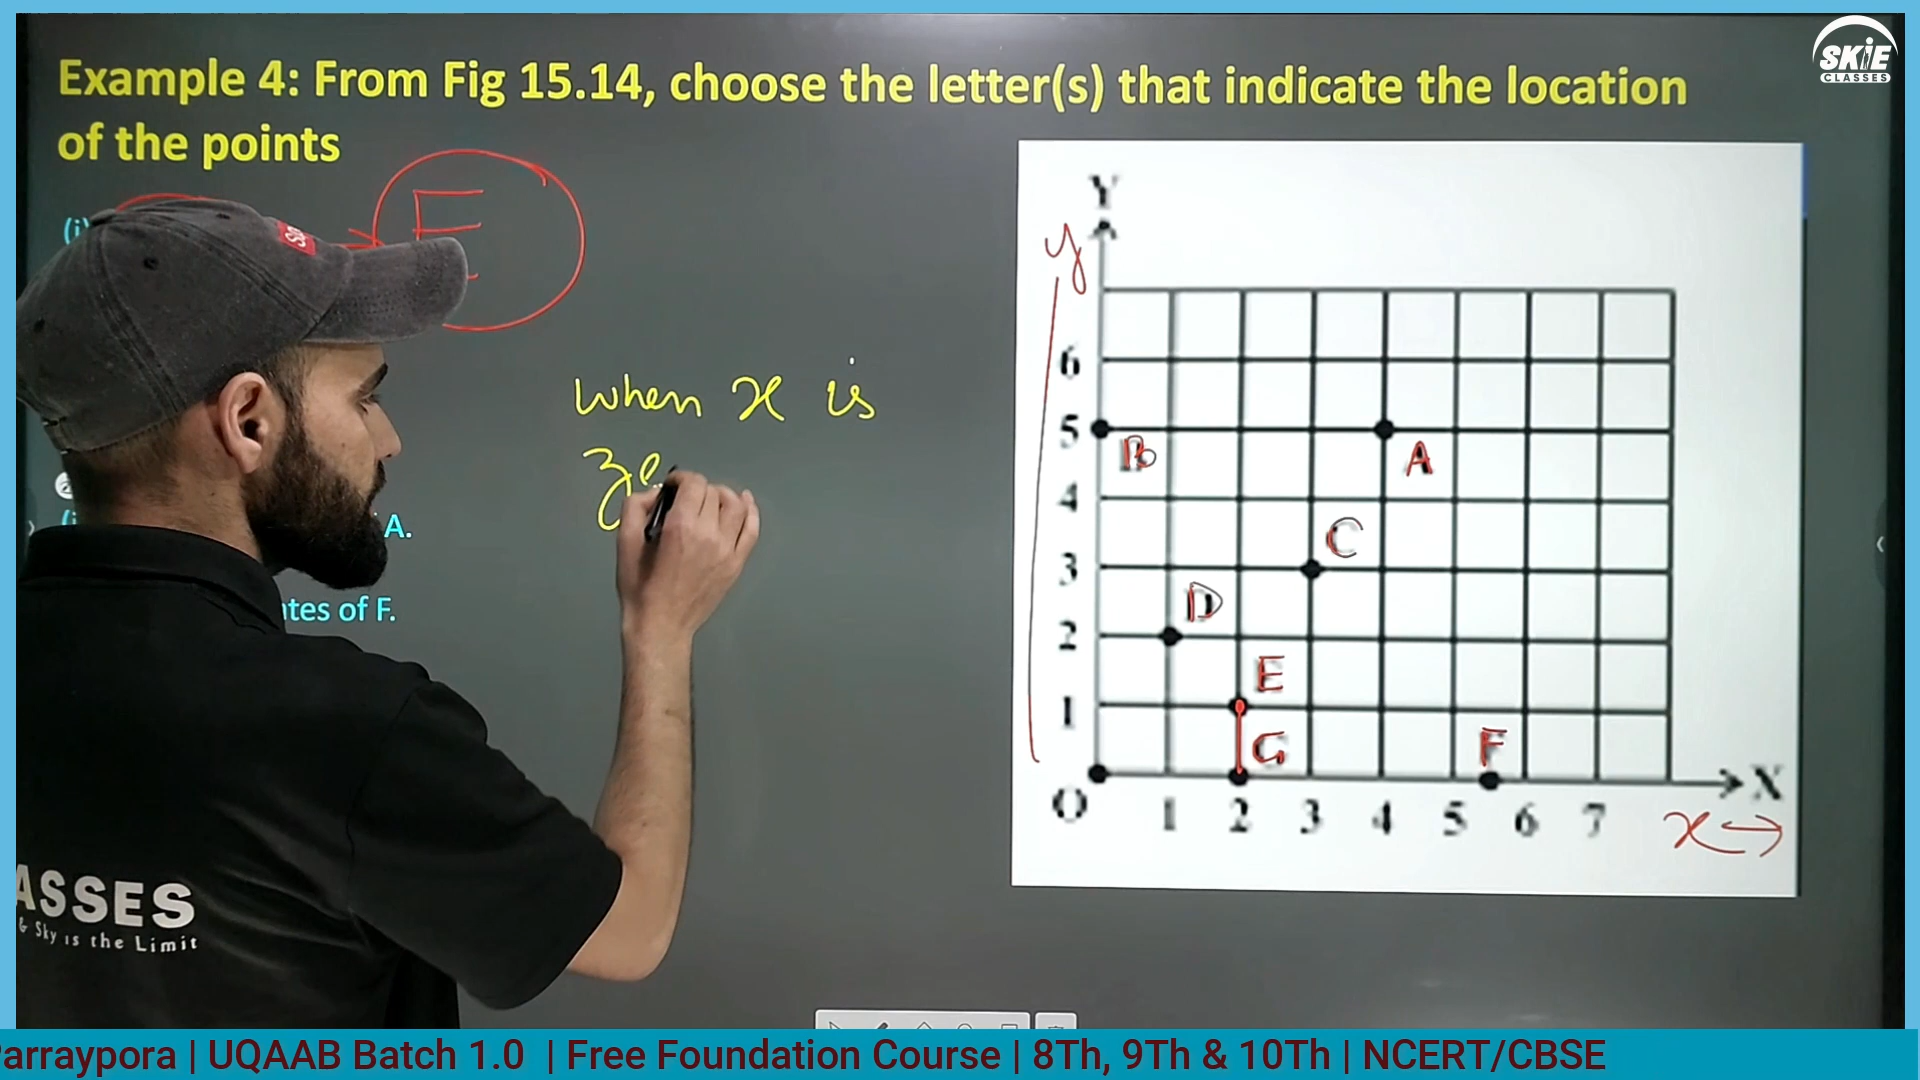 SKiE
CLASSES
Example 4: From Fig 15.14, choose the letter(s) that indicate the location
of the points
(i)
E
when x is
A.
of F.
Y
y
6
5
B
A
4
C
3
D
2
E
1
G
F
X
O
1 2 3 4 5 6 7
x
ASSES
& Sky is the Limit
arraypora | UQAAB Batch 1.0 | Free Foundation Course | 8Th, 9Th & 10Th | NCERT/CBSE